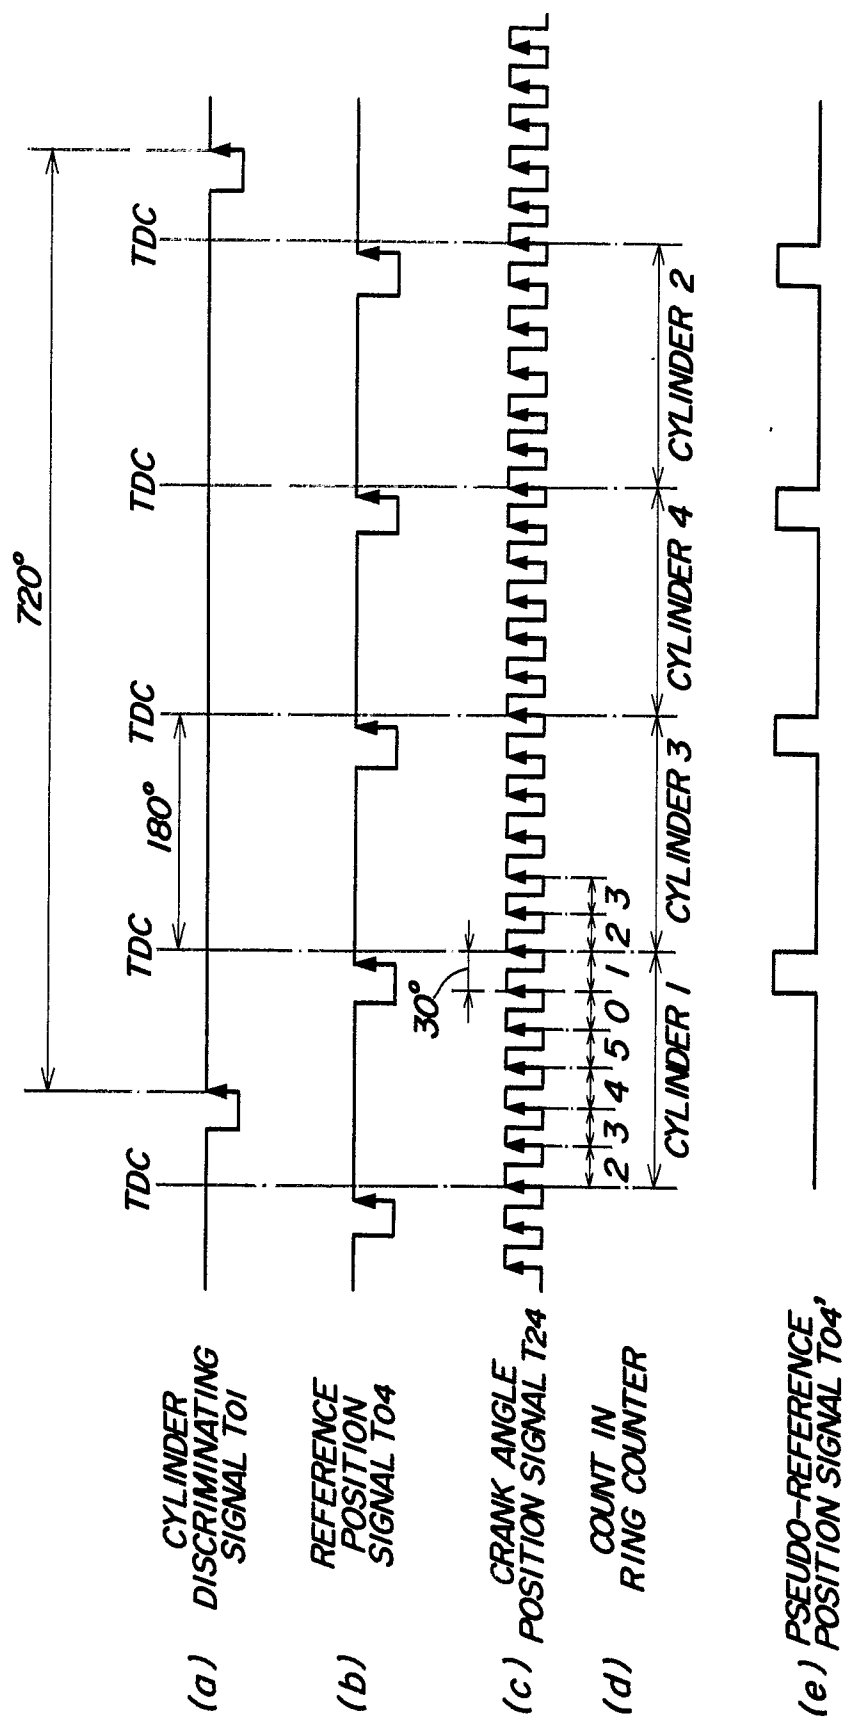 720°
180°
TDC
TDC
TDC
TDC
TDC
(a) CYLINDER
DISCRIMINATING
SIGNAL T01
(b) REFERENCE
POSITION
SIGNAL T04
30°
(c) CRANK ANGLE
POSITION SIGNAL T24
(d) COUNT IN
RING COUNTER
2 3 4 5 0 1 2 3
CYLINDER 1
CYLINDER 3
CYLINDER 4
CYLINDER 2
(e) PSEUDO-REFERENCE
POSITION SIGNAL T04'